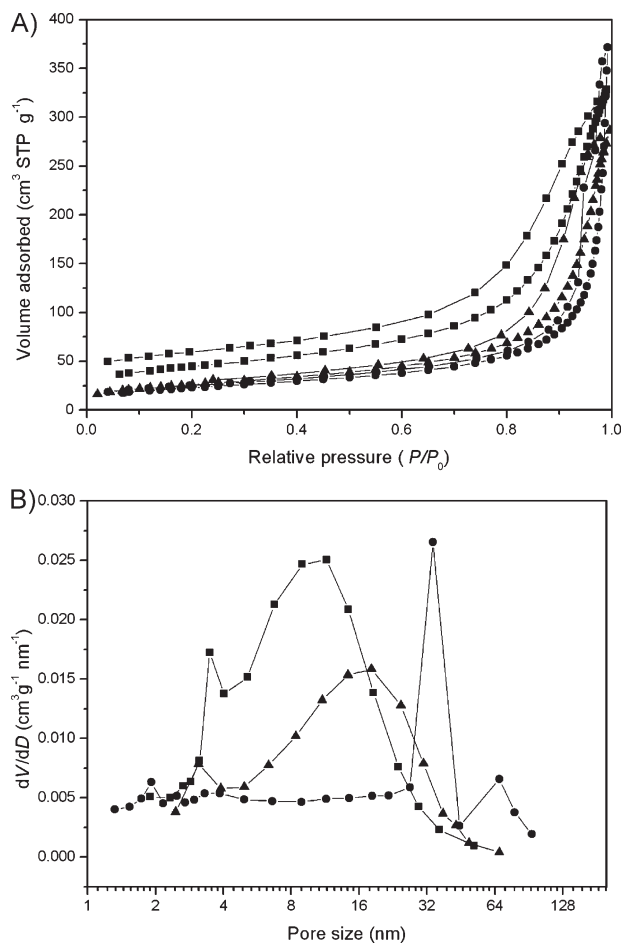 A)
400
350
300
250
200
150
100
50
0
Volume adsorbed (cm³ STP g⁻¹)
0.0 0.2 0.4 0.6 0.8 1.0
Relative pressure ( P/P₀)
B)
0.030
0.025
0.020
0.015
0.010
0.005
0.000
dV/dD (cm³g⁻¹ nm⁻¹)
1 2 4 8 16 32 64 128
Pore size (nm)